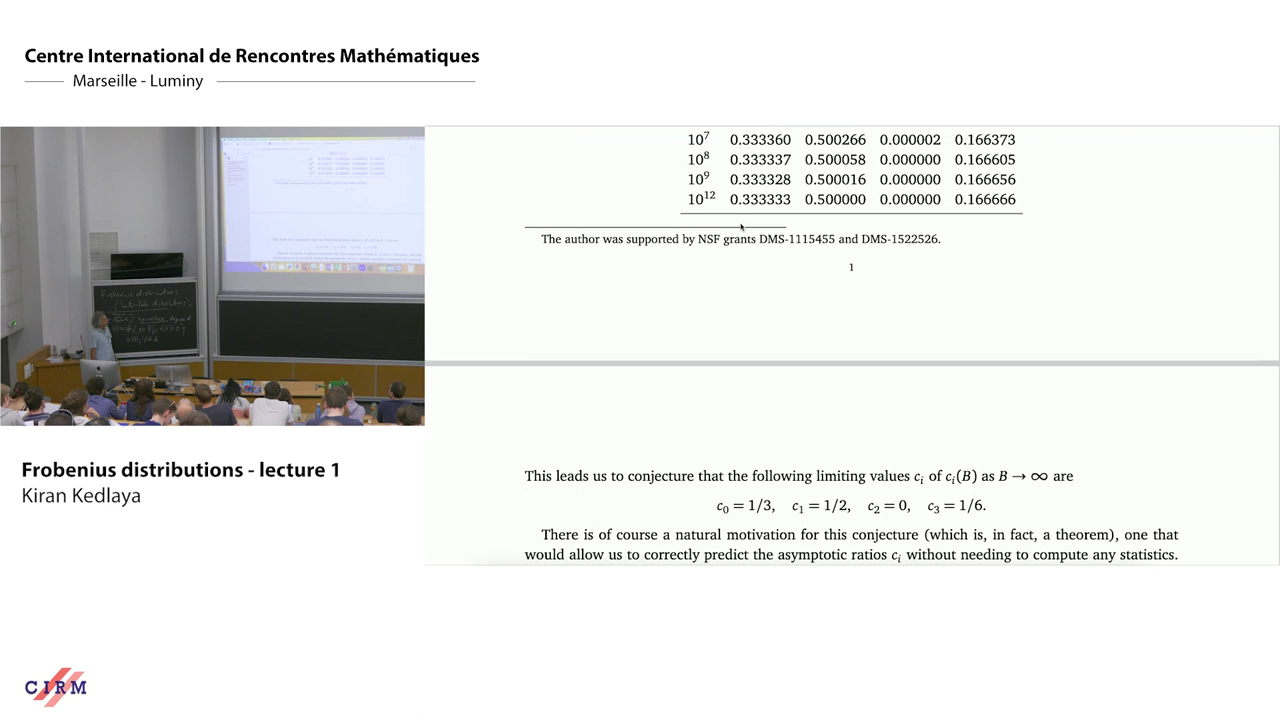 Centre International de Rencontres Mathématiques
Marseille - Luminy
10⁷ 0.333360 0.500266 0.000002 0.166373
10⁸ 0.333337 0.500058 0.000000 0.166605
10⁹ 0.333328 0.500016 0.000000 0.166656
10¹² 0.333333 0.500000 0.000000 0.166666
The author was supported by NSF grants DMS-1115455 and DMS-1522526.
1
This leads us to conjecture that the following limiting values cᵢ of cᵢ(B) as B → ∞ are
c₀ = 1/3, c₁ = 1/2, c₂ = 0, c₃ = 1/6.
There is of course a natural motivation for this conjecture (which is, in fact, a theorem), one that
would allow us to correctly predict the asymptotic ratios cᵢ without needing to compute any statistics.
Frobenius distributions
Frobenius distributions - lecture 1
Kiran Kedlaya
CIRM